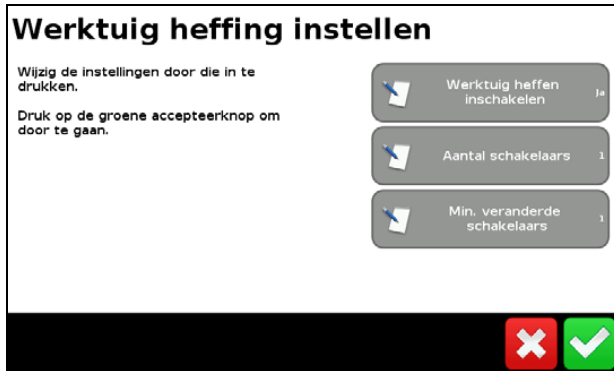 Werktuig heffing instellen
Wijzig de instellingen door die in te
drukken.
Druk op de groene accepteerknop om
door te gaan.
Werktuig heffen
inschakelen
Ja
Aantal schakelaars
1
Min. veranderde
schakelaars
1